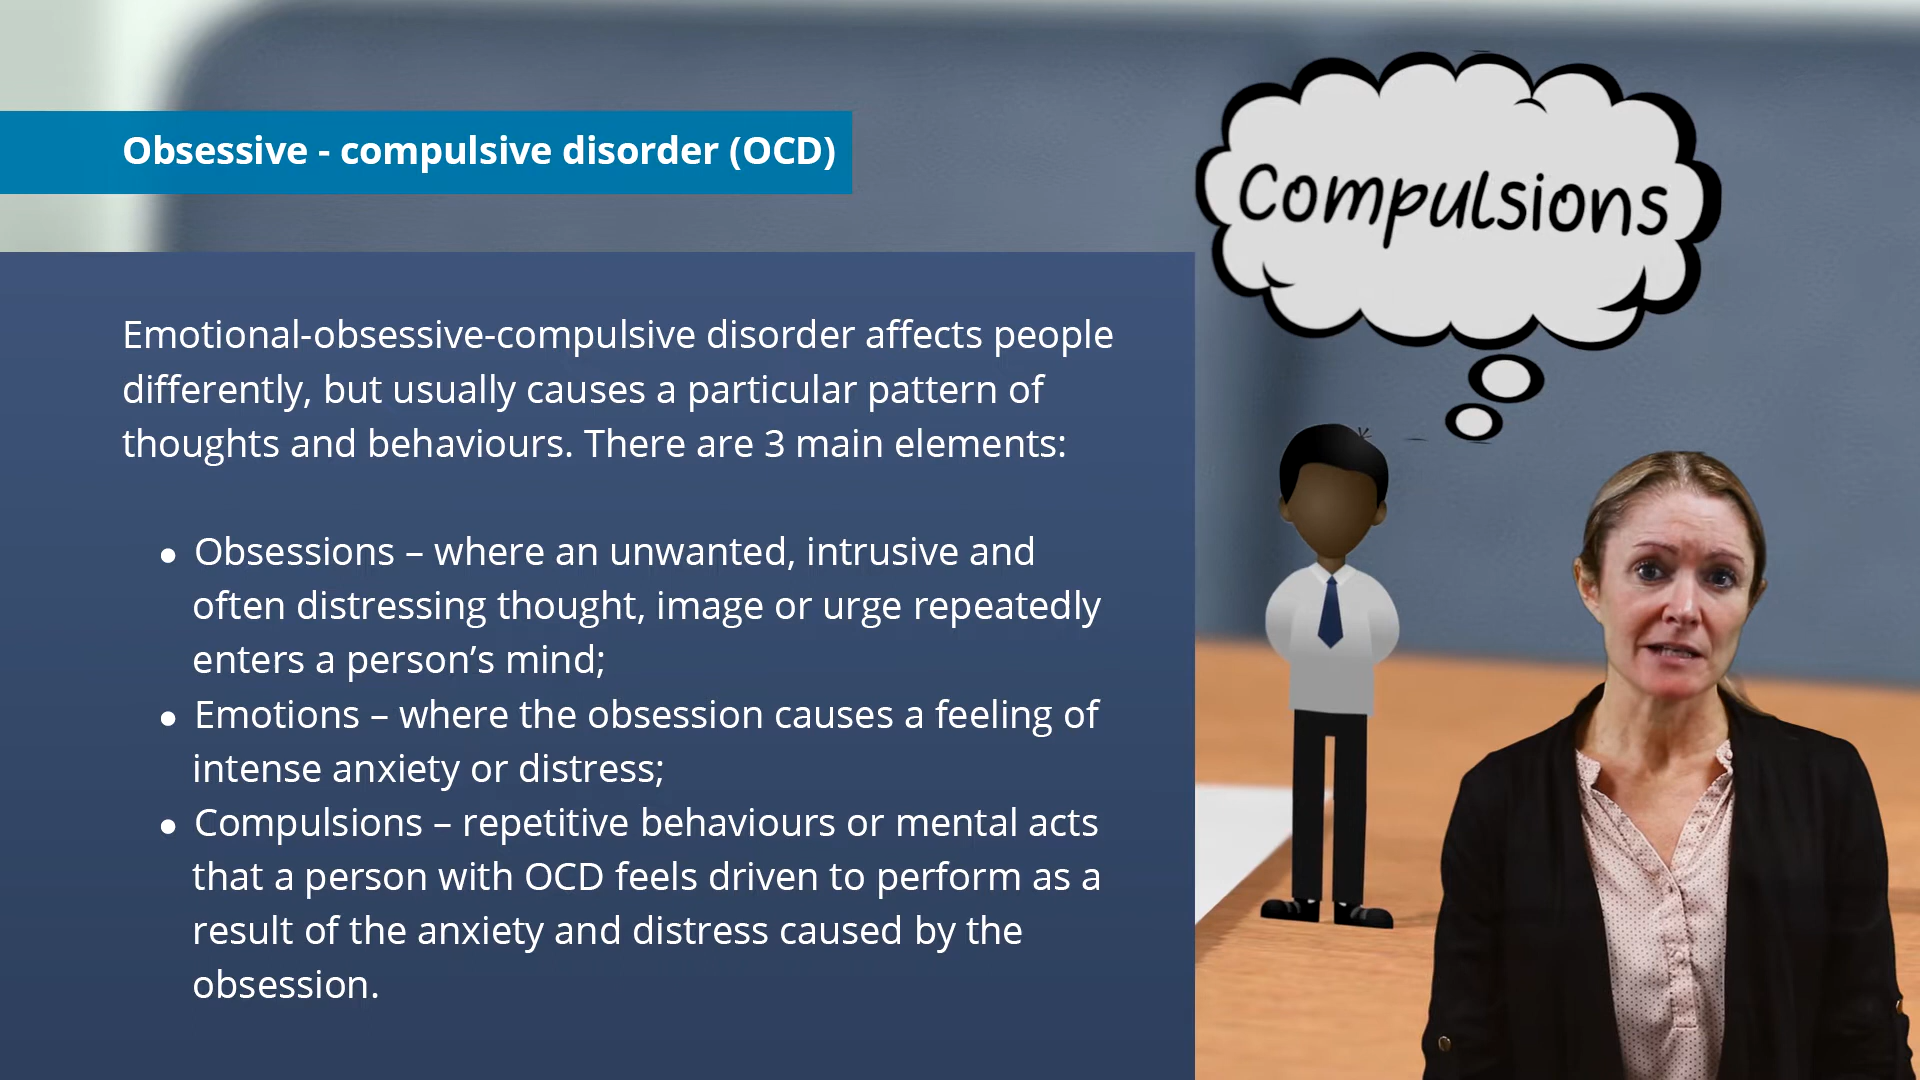 Obsessive - compulsive disorder (OCD)
Compulsions
Emotional-obsessive-compulsive disorder affects people
differently, but usually causes a particular pattern of
thoughts and behaviours. There are 3 main elements:
● Obsessions – where an unwanted, intrusive and
often distressing thought, image or urge repeatedly
enters a person’s mind;
● Emotions – where the obsession causes a feeling of
intense anxiety or distress;
● Compulsions – repetitive behaviours or mental acts
that a person with OCD feels driven to perform as a
result of the anxiety and distress caused by the
obsession.